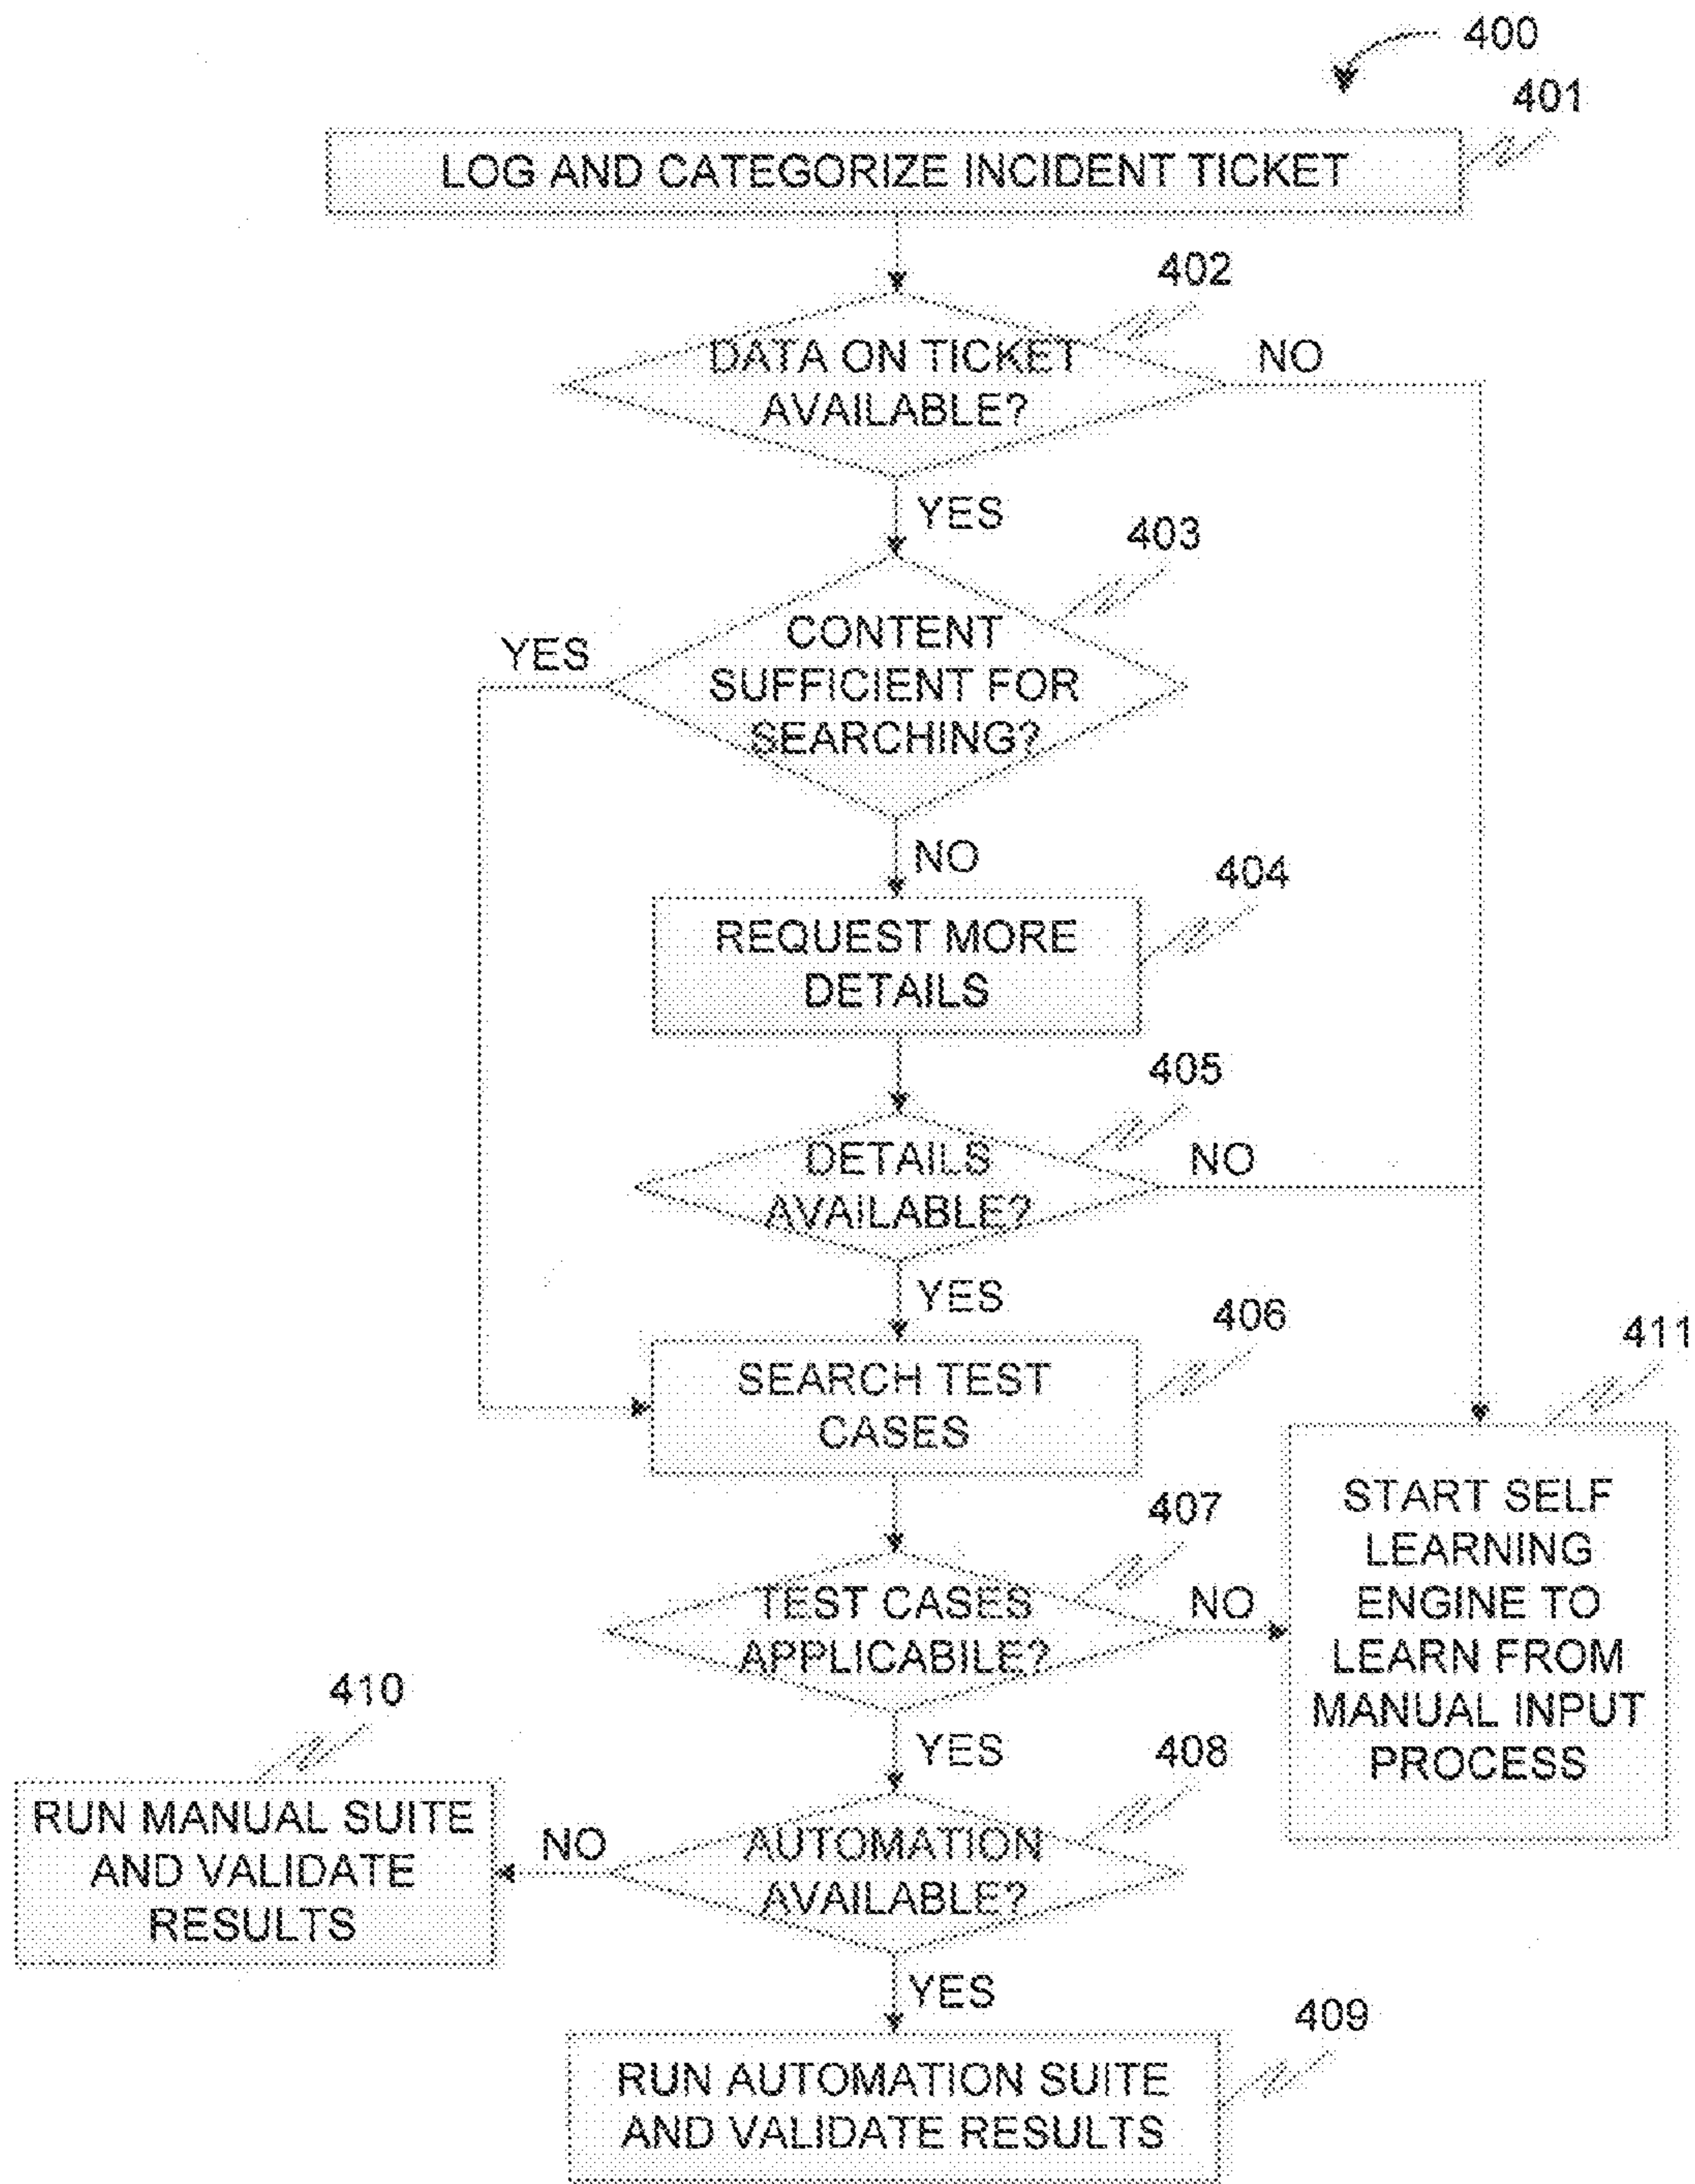 400
401
LOG AND CATEGORIZE INCIDENT TICKET
402
DATA ON TICKET
AVAILABLE?
NO
YES
403
CONTENT
SUFFICIENT FOR
SEARCHING?
YES
NO
404
REQUEST MORE
DETAILS
405
DETAILS
AVAILABLE?
NO
YES
406
SEARCH TEST
CASES
411
START SELF
LEARNING
ENGINE TO
LEARN FROM
MANUAL INPUT
PROCESS
407
TEST CASES
APPLICABILE?
NO
YES
408
AUTOMATION
AVAILABLE?
NO
410
RUN MANUAL SUITE
AND VALIDATE
RESULTS
YES
409
RUN AUTOMATION SUITE
AND VALIDATE RESULTS